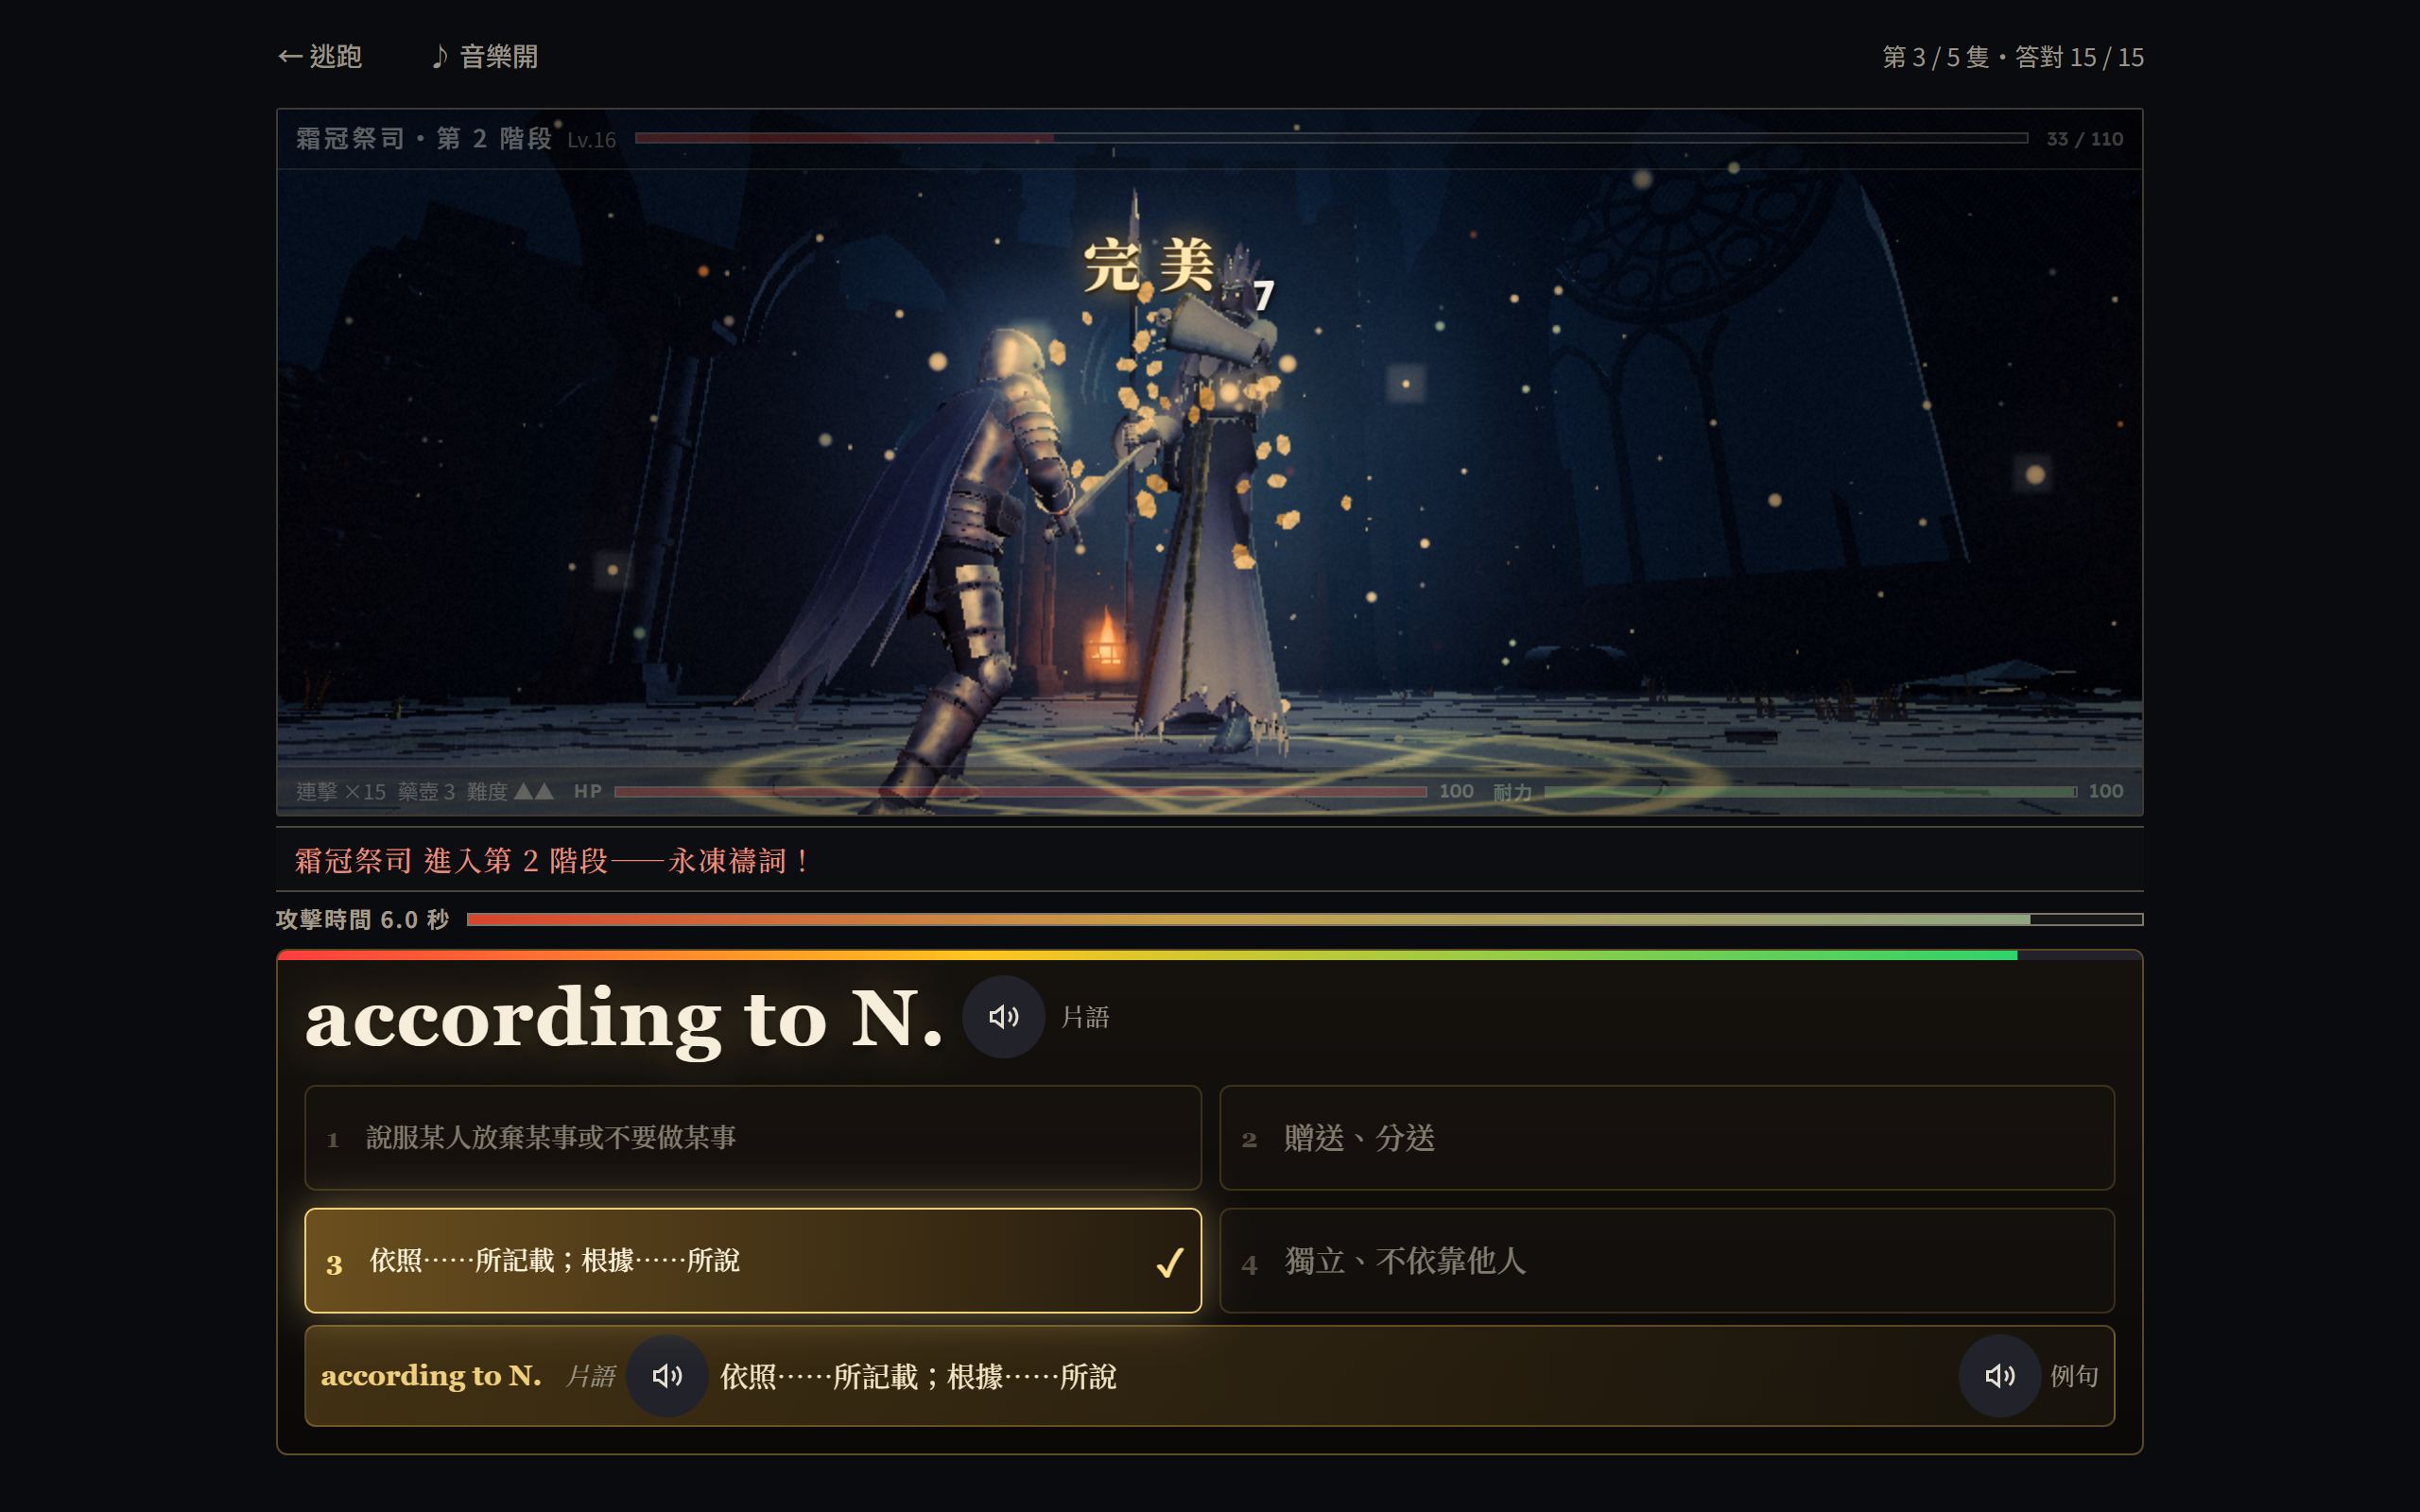 ← 逃跑 ♪ 音樂開 第 3 / 5 隻・答對 15 / 15
霜冠祭司・第 2 階段 Lv.16 33 / 110
完美
7
連擊 ×15 藥壺 3 難度 ▲▲ HP 100 耐力 100
霜冠祭司 進入第 2 階段——永凍禱詞！
攻擊時間 6.0 秒
according to N. 片語
1 說服某人放棄某事或不要做某事
2 贈送、分送
3 依照……所記載；根據……所說 ✓
4 獨立、不依靠他人
according to N. 片語 依照……所記載；根據……所說 例句